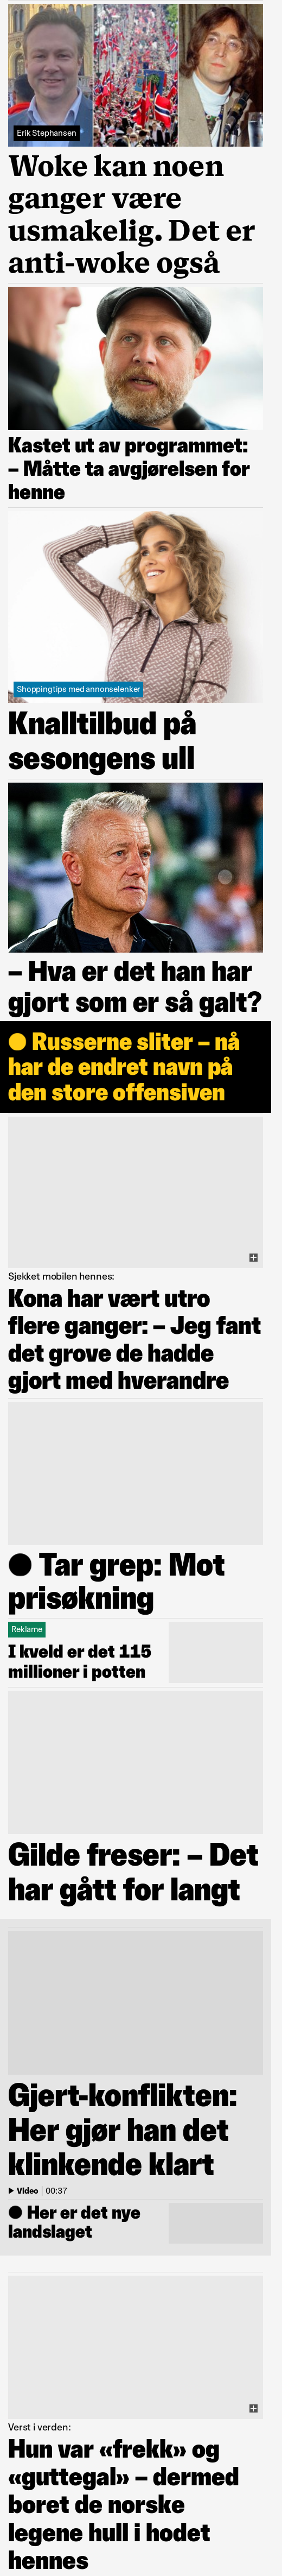 Erik Stephansen
Woke kan noen
ganger være
usmakelig. Det er
anti-woke også
Kastet ut av programmet:
– Måtte ta avgjørelsen for
henne
Shoppingtips med annonselenker
Knalltilbud på
sesongens ull
– Hva er det han har
gjort som er så galt?
Russerne sliter – nå
har de endret navn på
den store offensiven
Sjekket mobilen hennes:
Kona har vært utro
flere ganger: – Jeg fant
det grove de hadde
gjort med hverandre
Tar grep: Mot
prisøkning
Reklame
I kveld er det 115
millioner i potten
Gilde freser: – Det
har gått for langt
Gjert-konflikten:
Her gjør han det
klinkende klart
Video | 00:37
Her er det nye
landslaget
Verst i verden:
Hun var «frekk» og
«guttegal» – dermed
boret de norske
legene hull i hodet
hennes